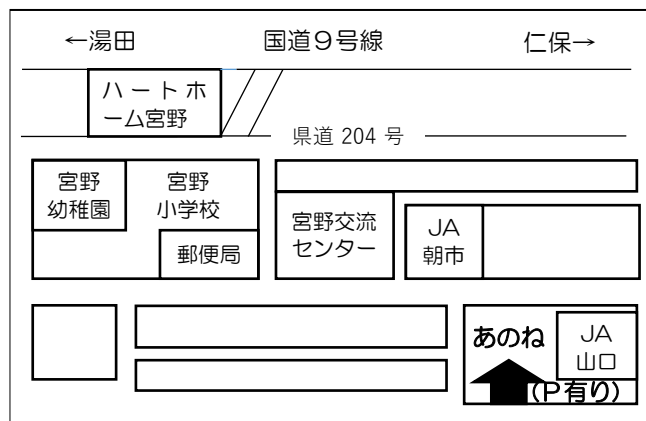 ←湯田　国道９号線　仁保→
ハートホ
ーム宮野
県道 204 号
宮野
幼稚園
宮野
小学校
郵便局
宮野交流
センター
JA
朝市
あのね
JA
山口
(P有り)